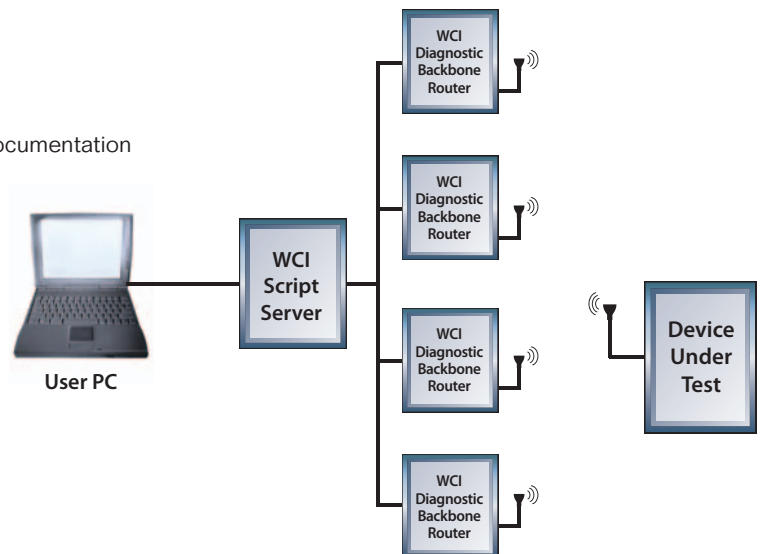 WCI
Diagnostic
Backbone
Router
ocumentation
WCI
Diagnostic
Backbone
Router
User PC
WCI
Script
Server
WCI
Diagnostic
Backbone
Router
Device
Under
Test
WCI
Diagnostic
Backbone
Router